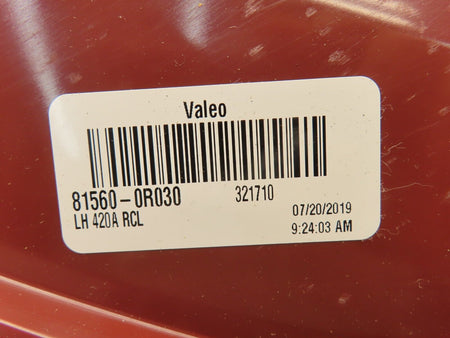 Valeo
81560-0R030 321710
LH 420A RCL
07/20/2019
9:24:03 AM